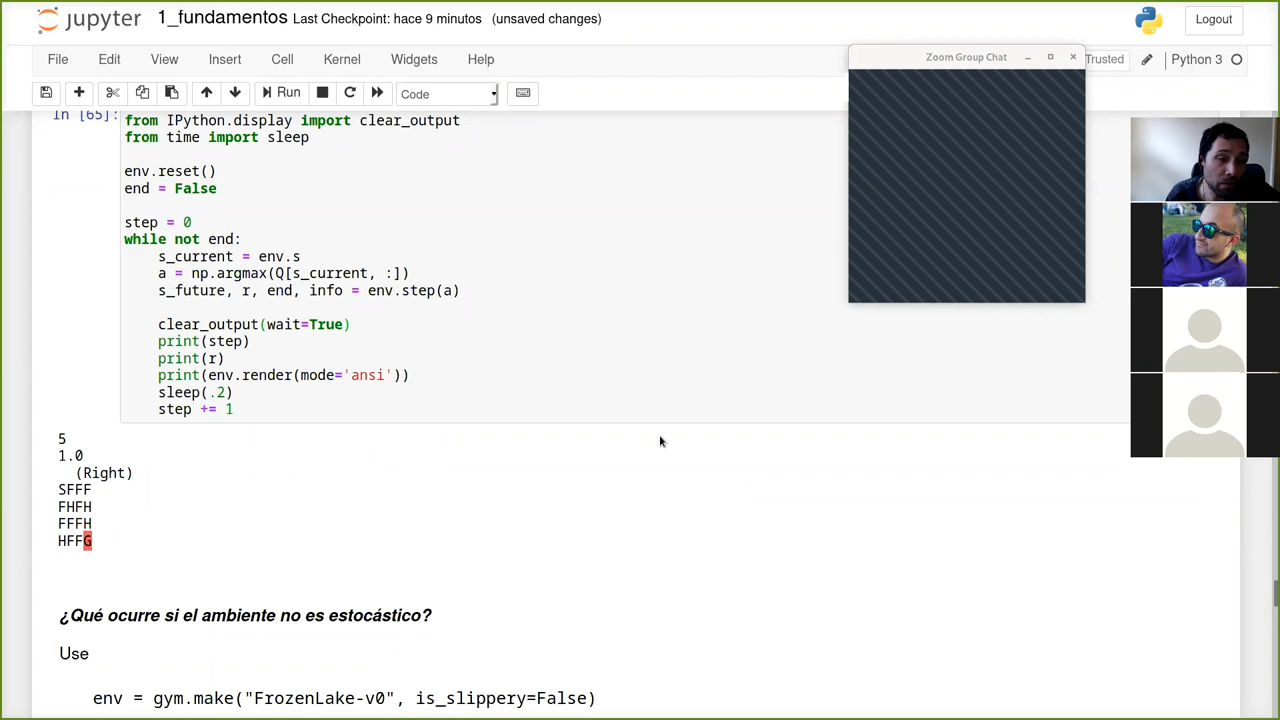 jupyter 1_fundamentos Last Checkpoint: hace 9 minutos (unsaved changes)
Logout
File Edit View Insert Cell Kernel Widgets Help
Zoom Group Chat
Trusted
Python 3
Run
Code
In [65]:
from IPython.display import clear_output
from time import sleep
env.reset()
end = False
step = 0
while not end:
s_current = env.s
a = np.argmax(Q[s_current, :])
s_future, r, end, info = env.step(a)
clear_output(wait=True)
print(step)
print(r)
print(env.render(mode='ansi'))
sleep(.2)
step += 1
5
1.0
(Right)
SFFF
FHFH
FFFH
HFFG
¿Qué ocurre si el ambiente no es estocástico?
Use
env = gym.make("FrozenLake-v0", is_slippery=False)